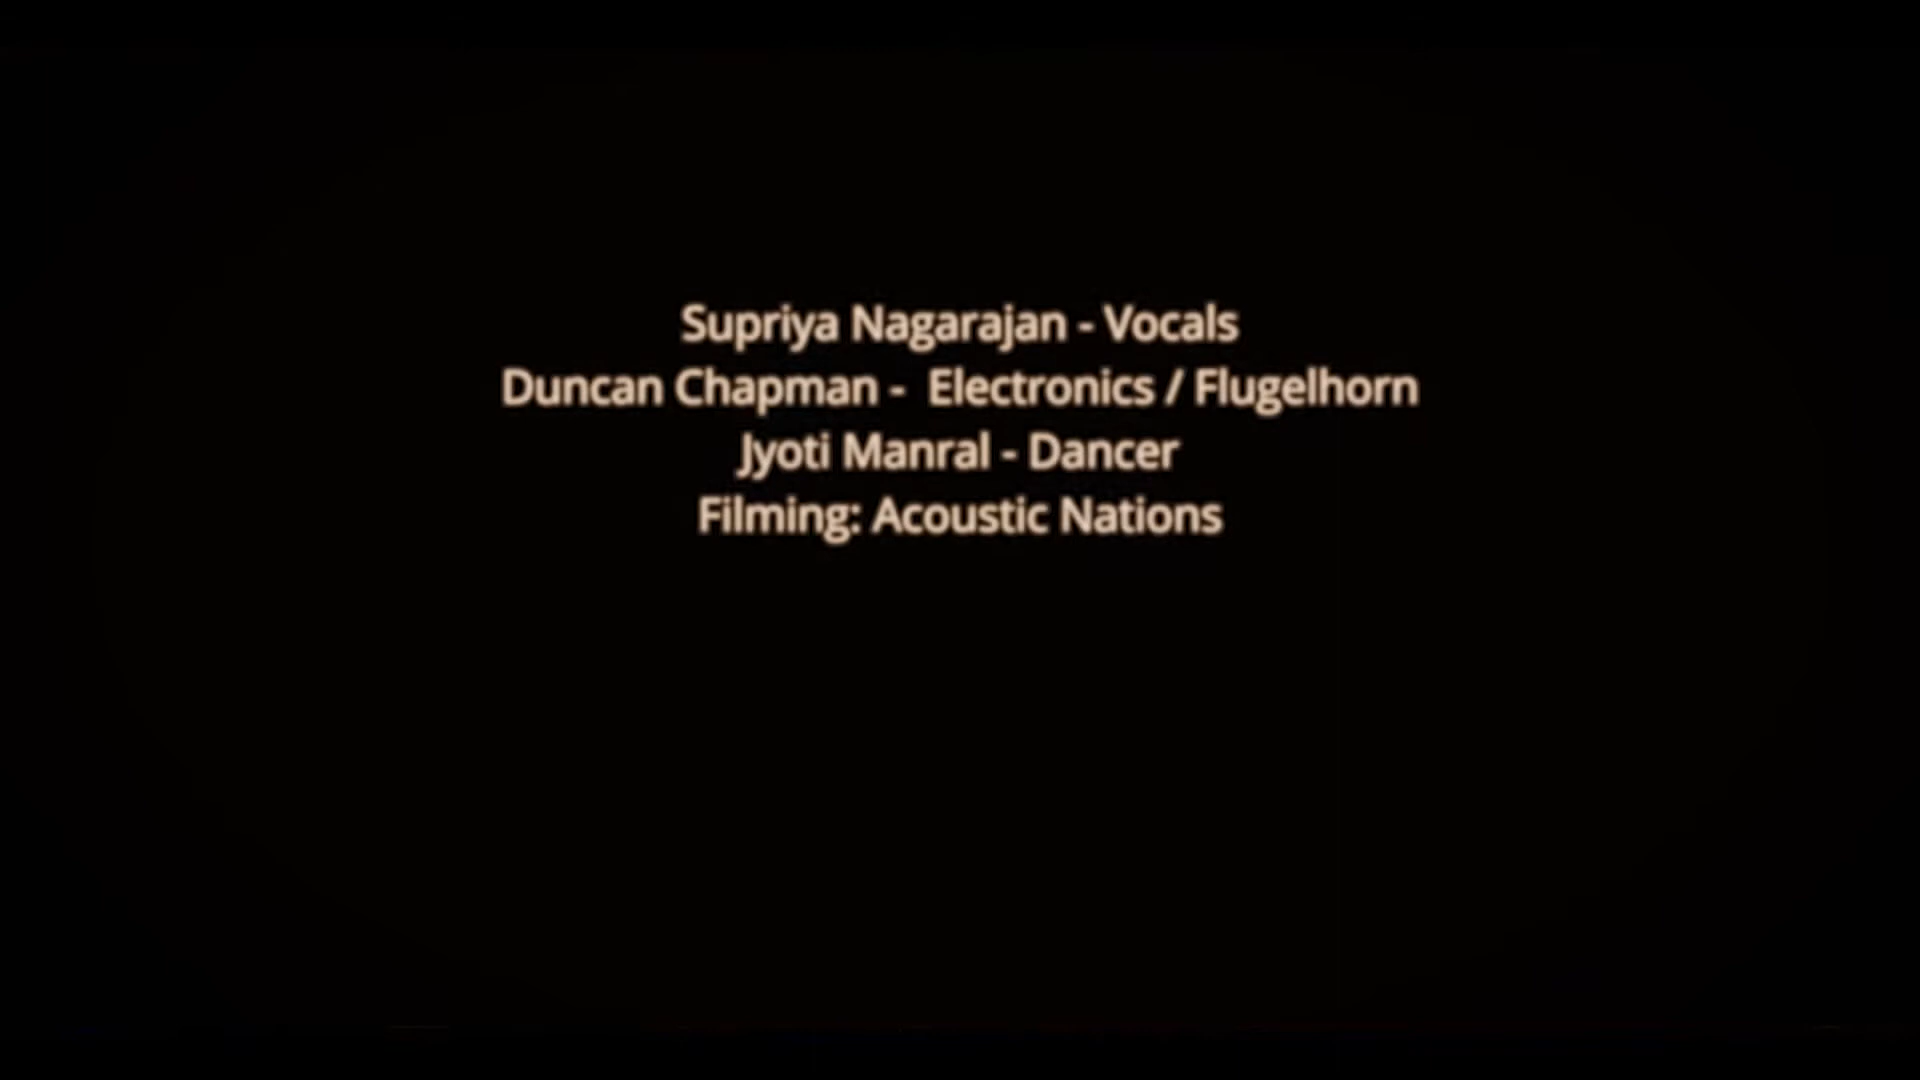 Supriya Nagarajan - Vocals
Duncan Chapman -  Electronics / Flugelhorn
Jyoti Manral - Dancer
Filming: Acoustic Nations